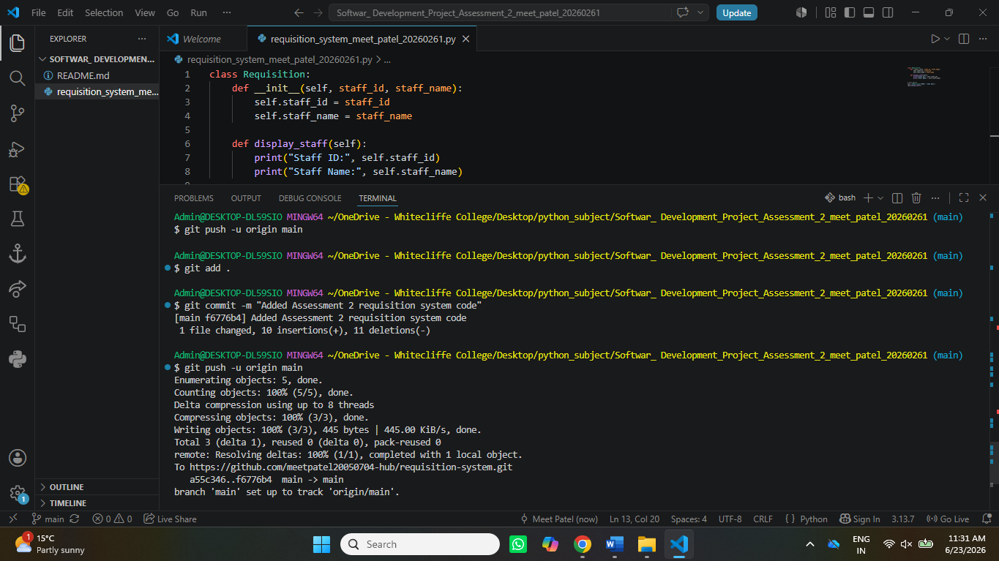 File Edit Selection View Go Run ···
Softwar_ Development_Project_Assessment_2_meet_patel_20260261
Update
EXPLORER ···
SOFTWAR_ DEVELOPMEN...
README.md
requisition_system_me...
OUTLINE
TIMELINE
Welcome
requisition_system_meet_patel_20260261.py
requisition_system_meet_patel_20260261.py > ...
1 class Requisition:
2 def __init__(self, staff_id, staff_name):
3 self.staff_id = staff_id
4 self.staff_name = staff_name
5
6 def display_staff(self):
7 print("Staff ID:", self.staff_id)
8 print("Staff Name:", self.staff_name)
PROBLEMS OUTPUT DEBUG CONSOLE TERMINAL
bash
Admin@DESKTOP-DL59SIO MINGW64 ~/OneDrive - Whitecliffe College/Desktop/python_subject/Softwar_ Development_Project_Assessment_2_meet_patel_20260261 (main)
$ git push -u origin main
Admin@DESKTOP-DL59SIO MINGW64 ~/OneDrive - Whitecliffe College/Desktop/python_subject/Softwar_ Development_Project_Assessment_2_meet_patel_20260261 (main)
$ git add .
Admin@DESKTOP-DL59SIO MINGW64 ~/OneDrive - Whitecliffe College/Desktop/python_subject/Softwar_ Development_Project_Assessment_2_meet_patel_20260261 (main)
$ git commit -m "Added Assessment 2 requisition system code"
[main f6776b4] Added Assessment 2 requisition system code
1 file changed, 10 insertions(+), 11 deletions(-)
Admin@DESKTOP-DL59SIO MINGW64 ~/OneDrive - Whitecliffe College/Desktop/python_subject/Softwar_ Development_Project_Assessment_2_meet_patel_20260261 (main)
$ git push -u origin main
Enumerating objects: 5, done.
Counting objects: 100% (5/5), done.
Delta compression using up to 8 threads
Compressing objects: 100% (3/3), done.
Writing objects: 100% (3/3), 445 bytes | 445.00 KiB/s, done.
Total 3 (delta 1), reused 0 (delta 0), pack-reused 0
remote: Resolving deltas: 100% (1/1), completed with 1 local object.
To https://github.com/meetpatel20050704-hub/requisition-system.git
a55c346..f6776b4 main -> main
branch 'main' set up to track 'origin/main'.
1
main 0 0 Live Share
Meet Patel (now) Ln 13, Col 20 Spaces: 4 UTF-8 CRLF { } Python Sign In 3.13.7 Go Live
1
15°C
Partly sunny
Search
ENG
IN
11:31 AM
6/23/2026